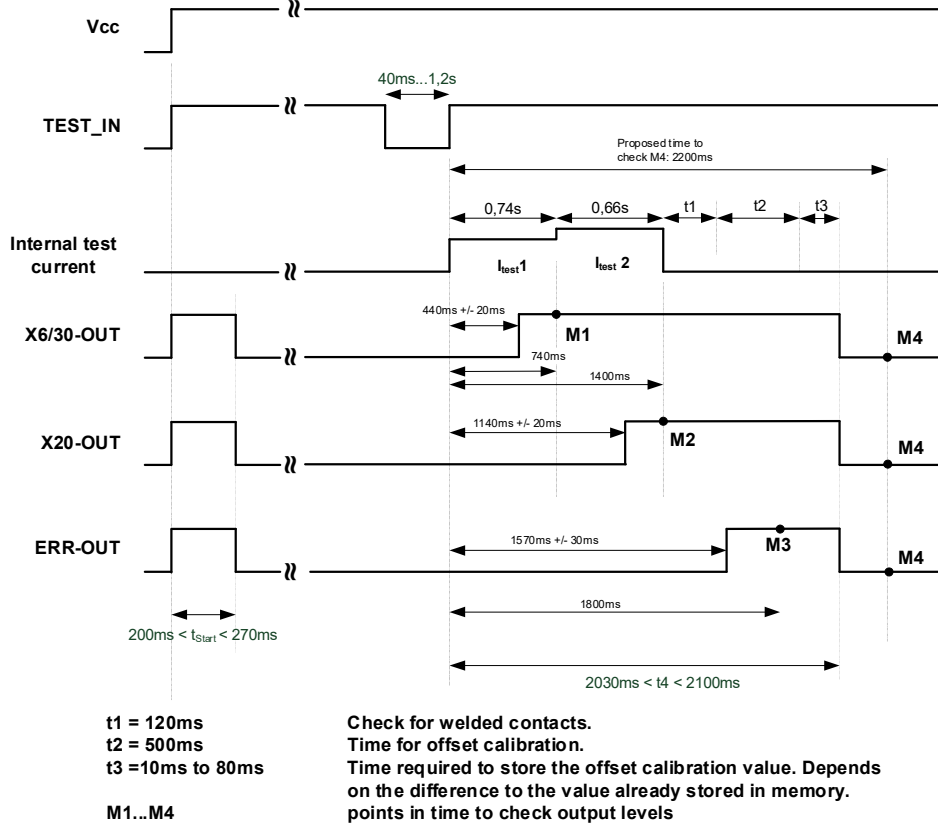 Vcc
40ms...1,2s
TEST_IN
Proposed time to
check M4: 2200ms
0,74s 0,66s t1 t2 t3
Internal test
current
Itest1 Itest 2
440ms +/- 20ms
X6/30-OUT
M1 M4
740ms
1400ms
1140ms +/- 20ms
X20-OUT
M2 M4
1570ms +/- 30ms
ERR-OUT
M3 M4
1800ms
200ms < tStart < 270ms
2030ms < t4 < 2100ms
t1 = 120ms Check for welded contacts.
t2 = 500ms Time for offset calibration.
t3 =10ms to 80ms Time required to store the offset calibration value. Depends
on the difference to the value already stored in memory.
M1...M4 points in time to check output levels